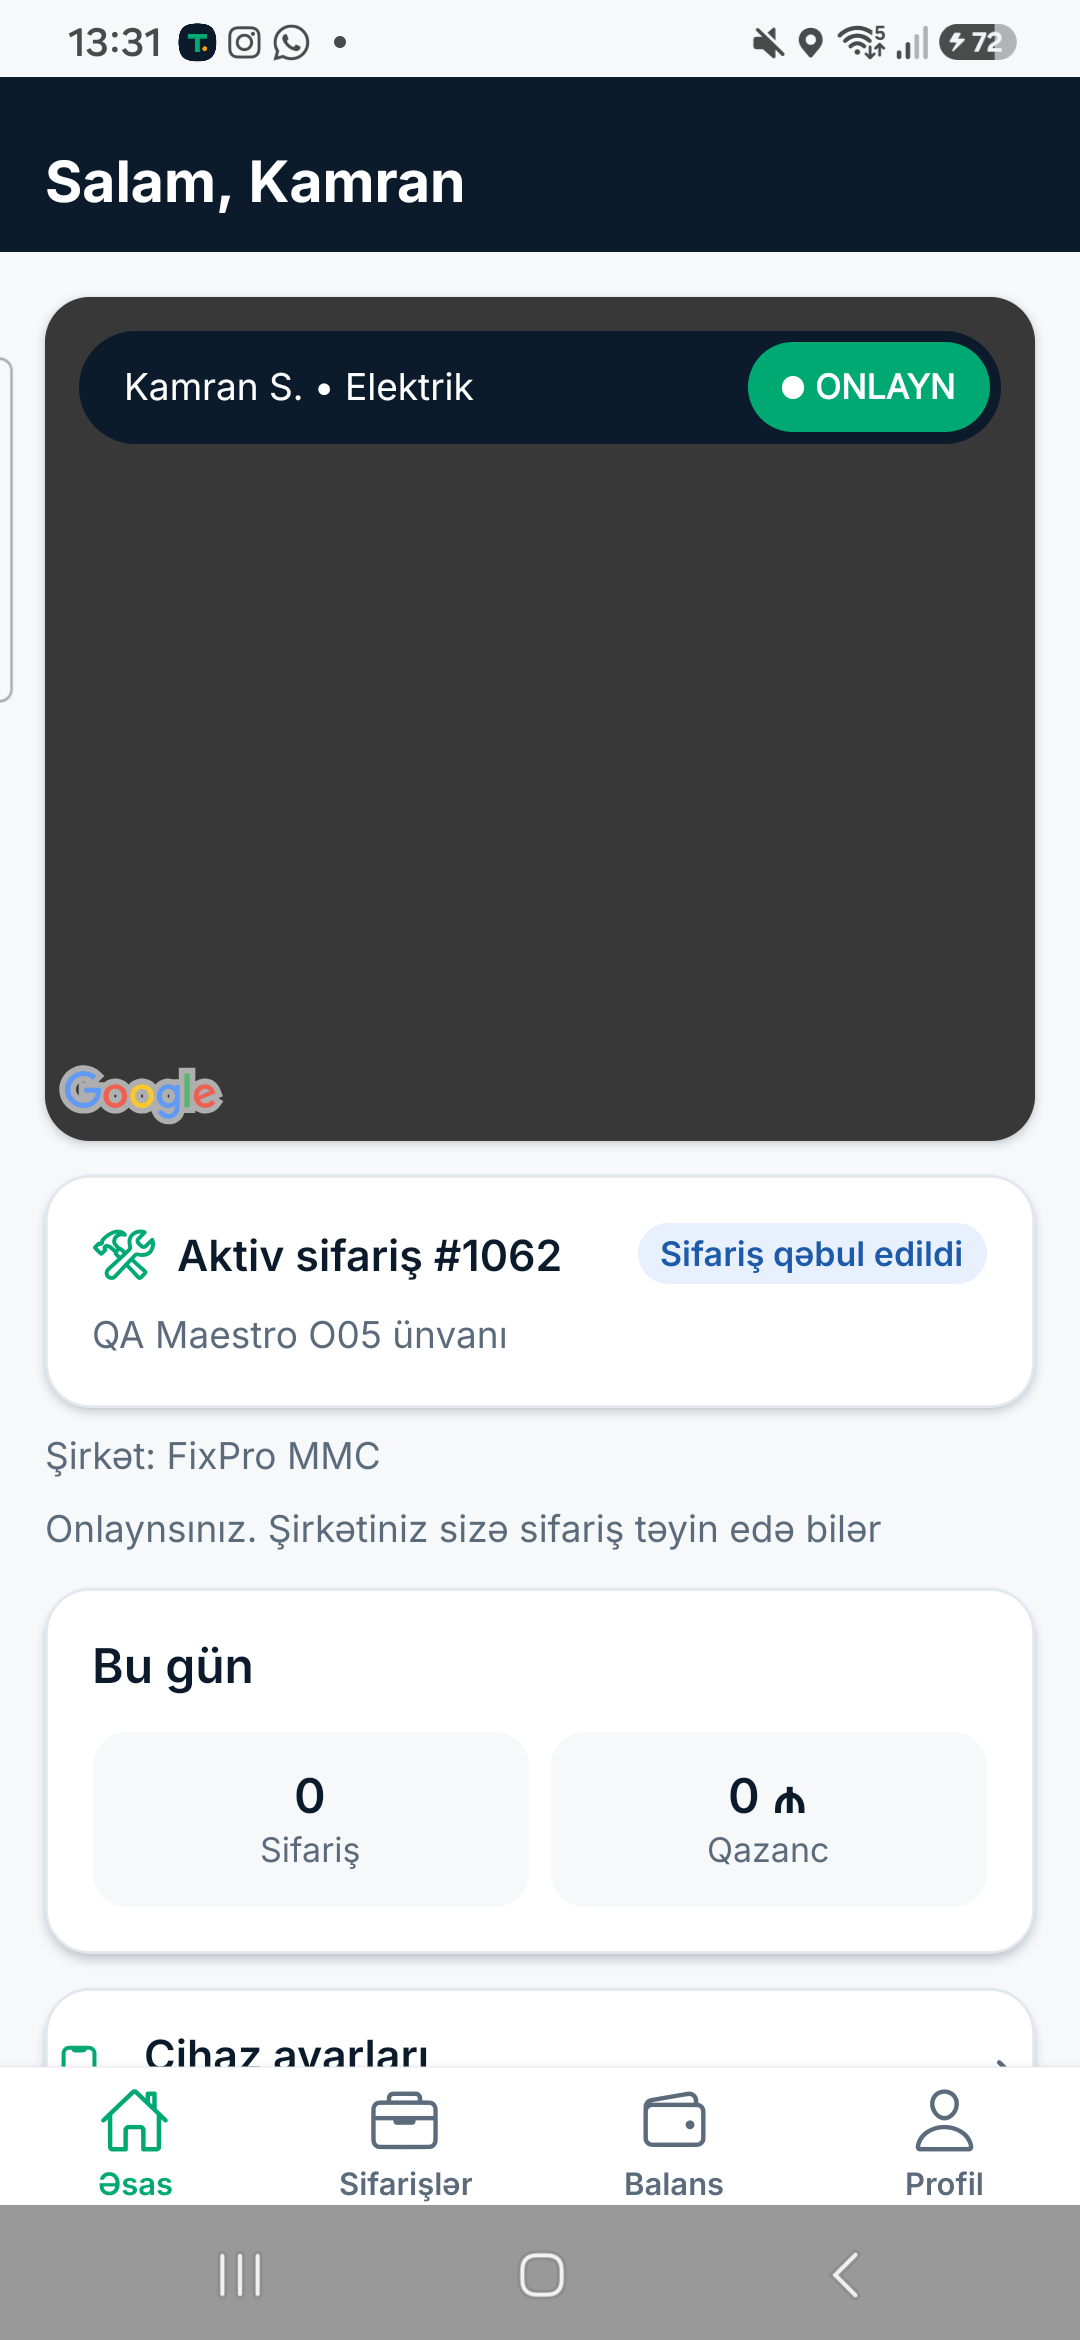 13:31
5
72
Salam, Kamran
Kamran S. • Elektrik
ONLAYN
Google
Aktiv sifariş #1062
Sifariş qəbul edildi
QA Maestro O05 ünvanı
Şirkət: FixPro MMC
Onlaynsınız. Şirkətiniz sizə sifariş təyin edə bilər
Bu gün
0
Sifariş
0 ₼
Qazanc
Cihaz ayarları
Əsas
Sifarişlər
Balans
Profil